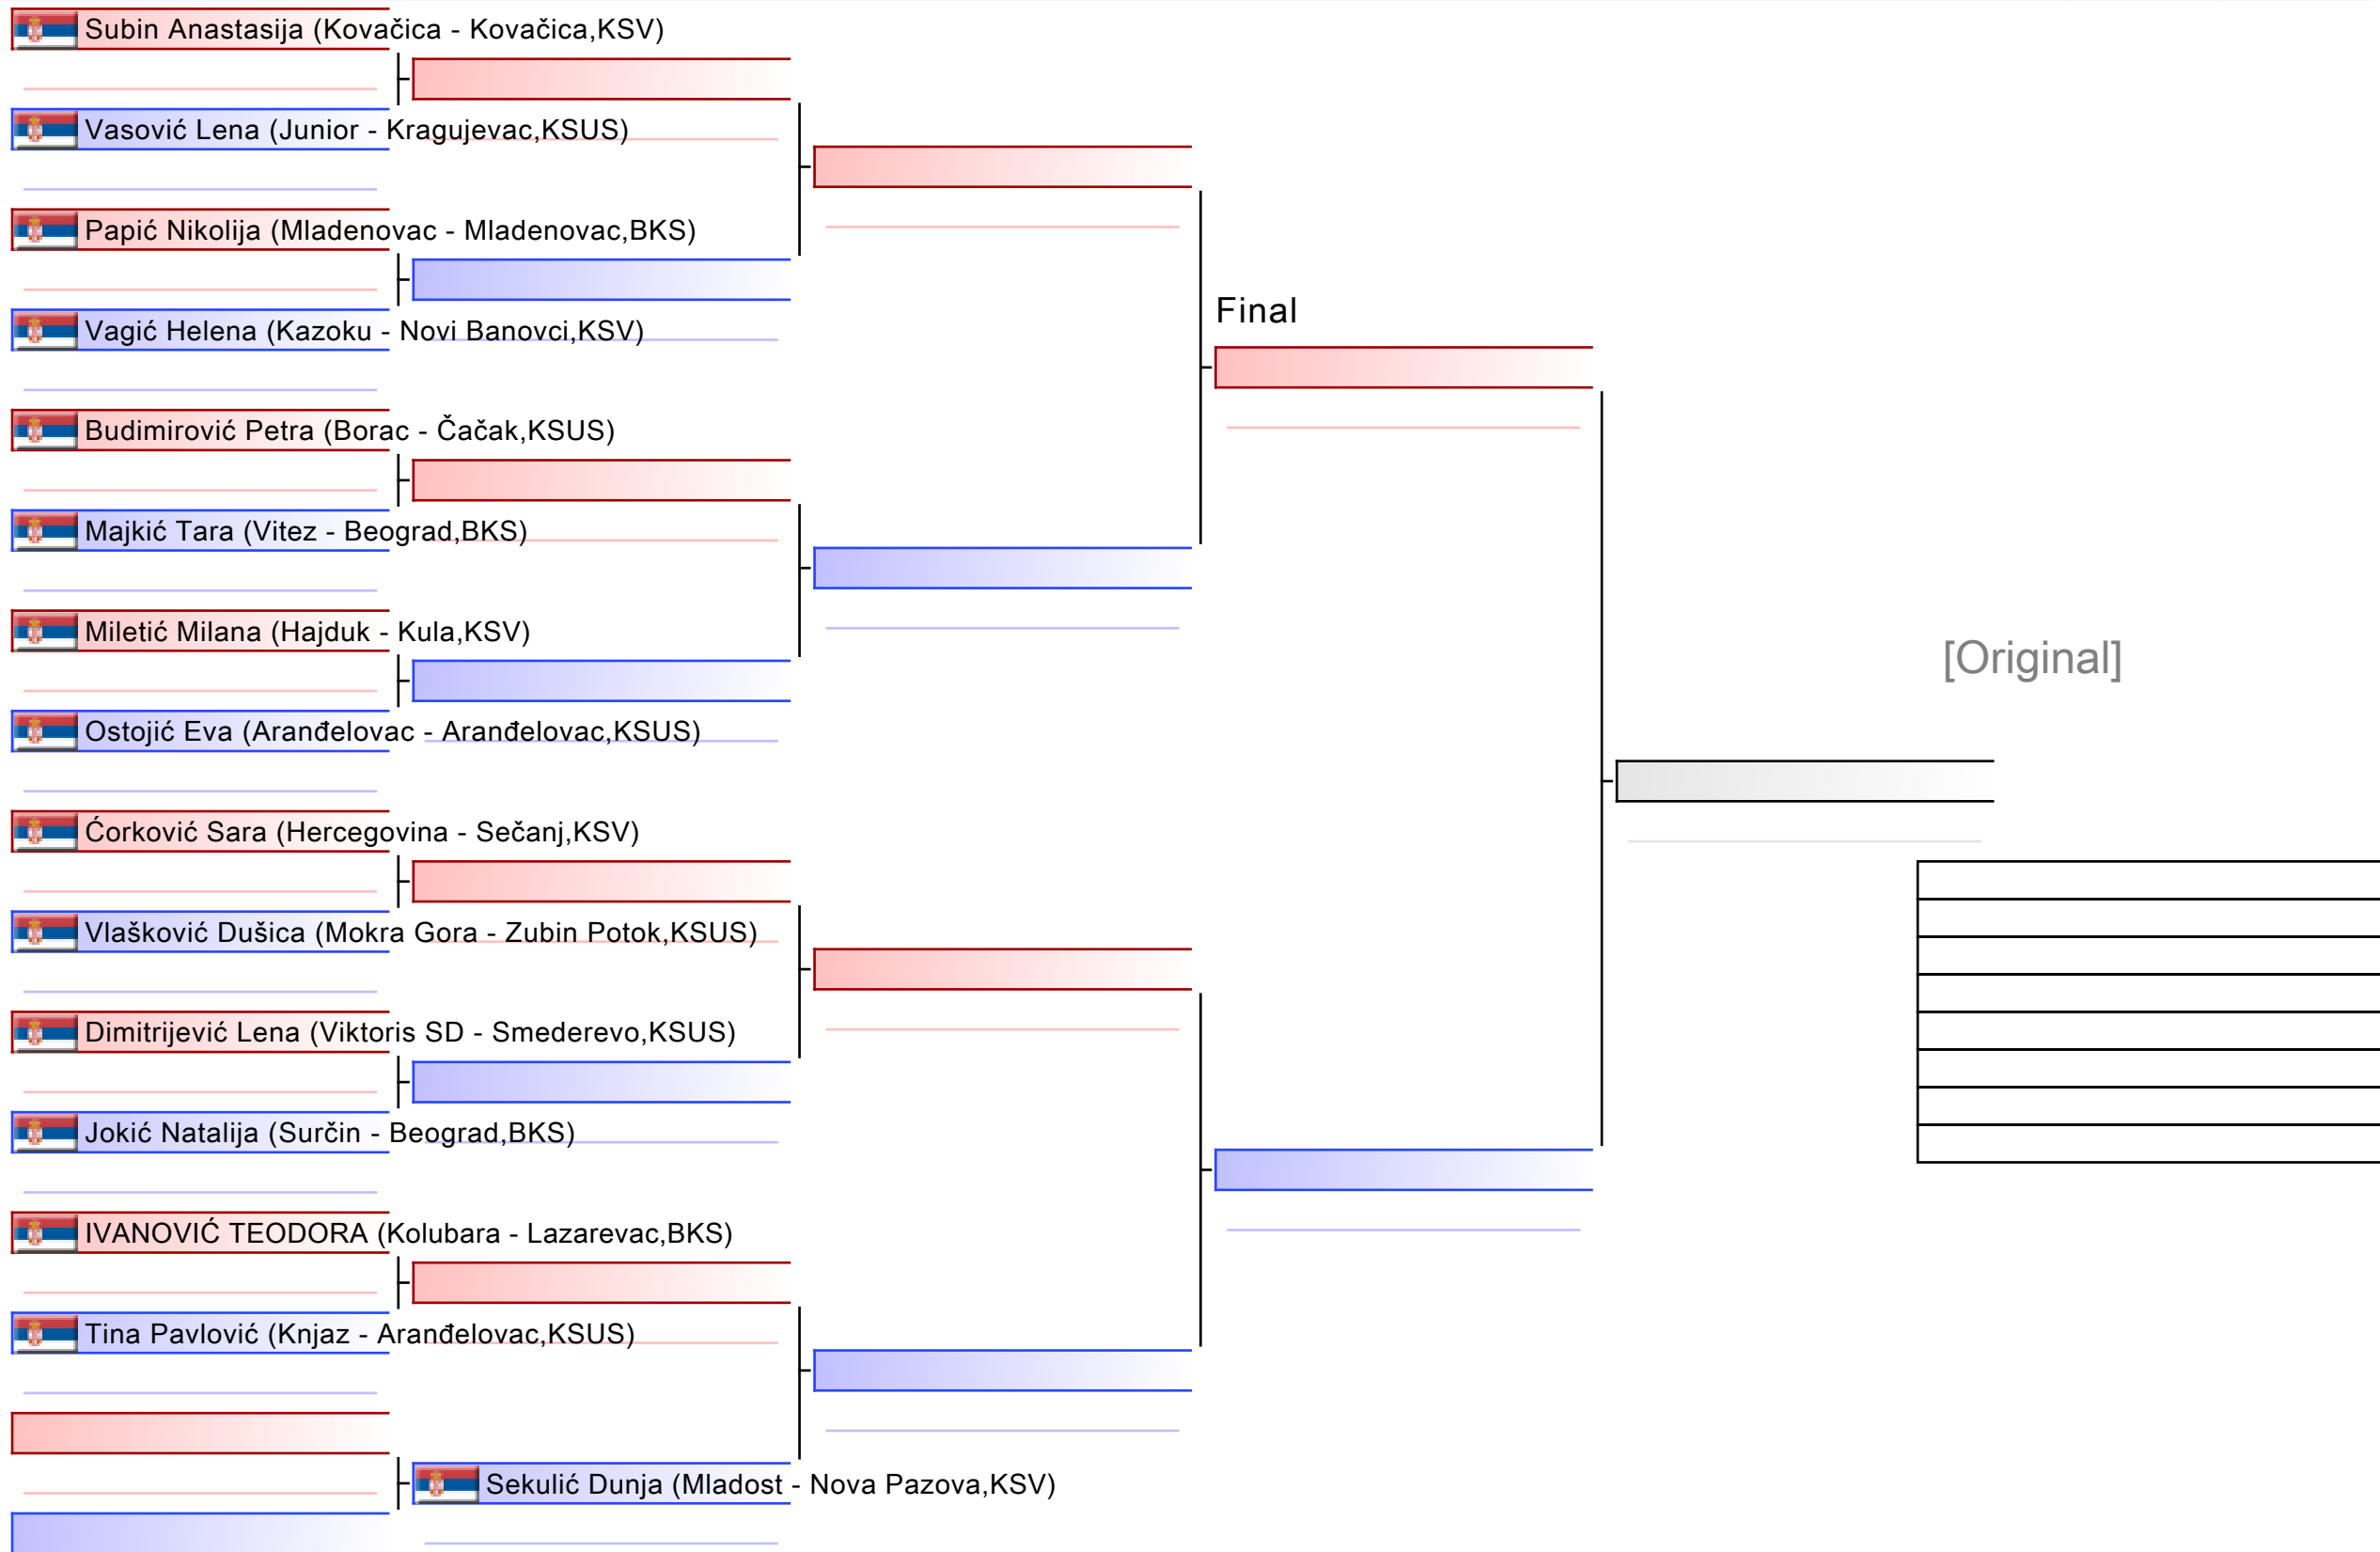 Subin Anastasija (Kovačica - Kovačica,KSV)
Vasović Lena (Junior - Kragujevac,KSUS)
Papić Nikolija (Mladenovac - Mladenovac,BKS)
Vagić Helena (Kazoku - Novi Banovci,KSV)
Final
Budimirović Petra (Borac - Čačak,KSUS)
Majkić Tara (Vitez - Beograd,BKS)
Miletić Milana (Hajduk - Kula,KSV)
[Original]
Ostojić Eva (Aranđelovac - Aranđelovac,KSUS)
Ćorković Sara (Hercegovina - Sečanj,KSV)
Vlašković Dušica (Mokra Gora - Zubin Potok,KSUS)
Dimitrijević Lena (Viktoris SD - Smederevo,KSUS)
Jokić Natalija (Surčin - Beograd,BKS)
IVANOVIĆ TEODORA (Kolubara - Lazarevac,BKS)
Tina Pavlović (Knjaz - Aranđelovac,KSUS)
Sekulić Dunja (Mladost - Nova Pazova,KSV)